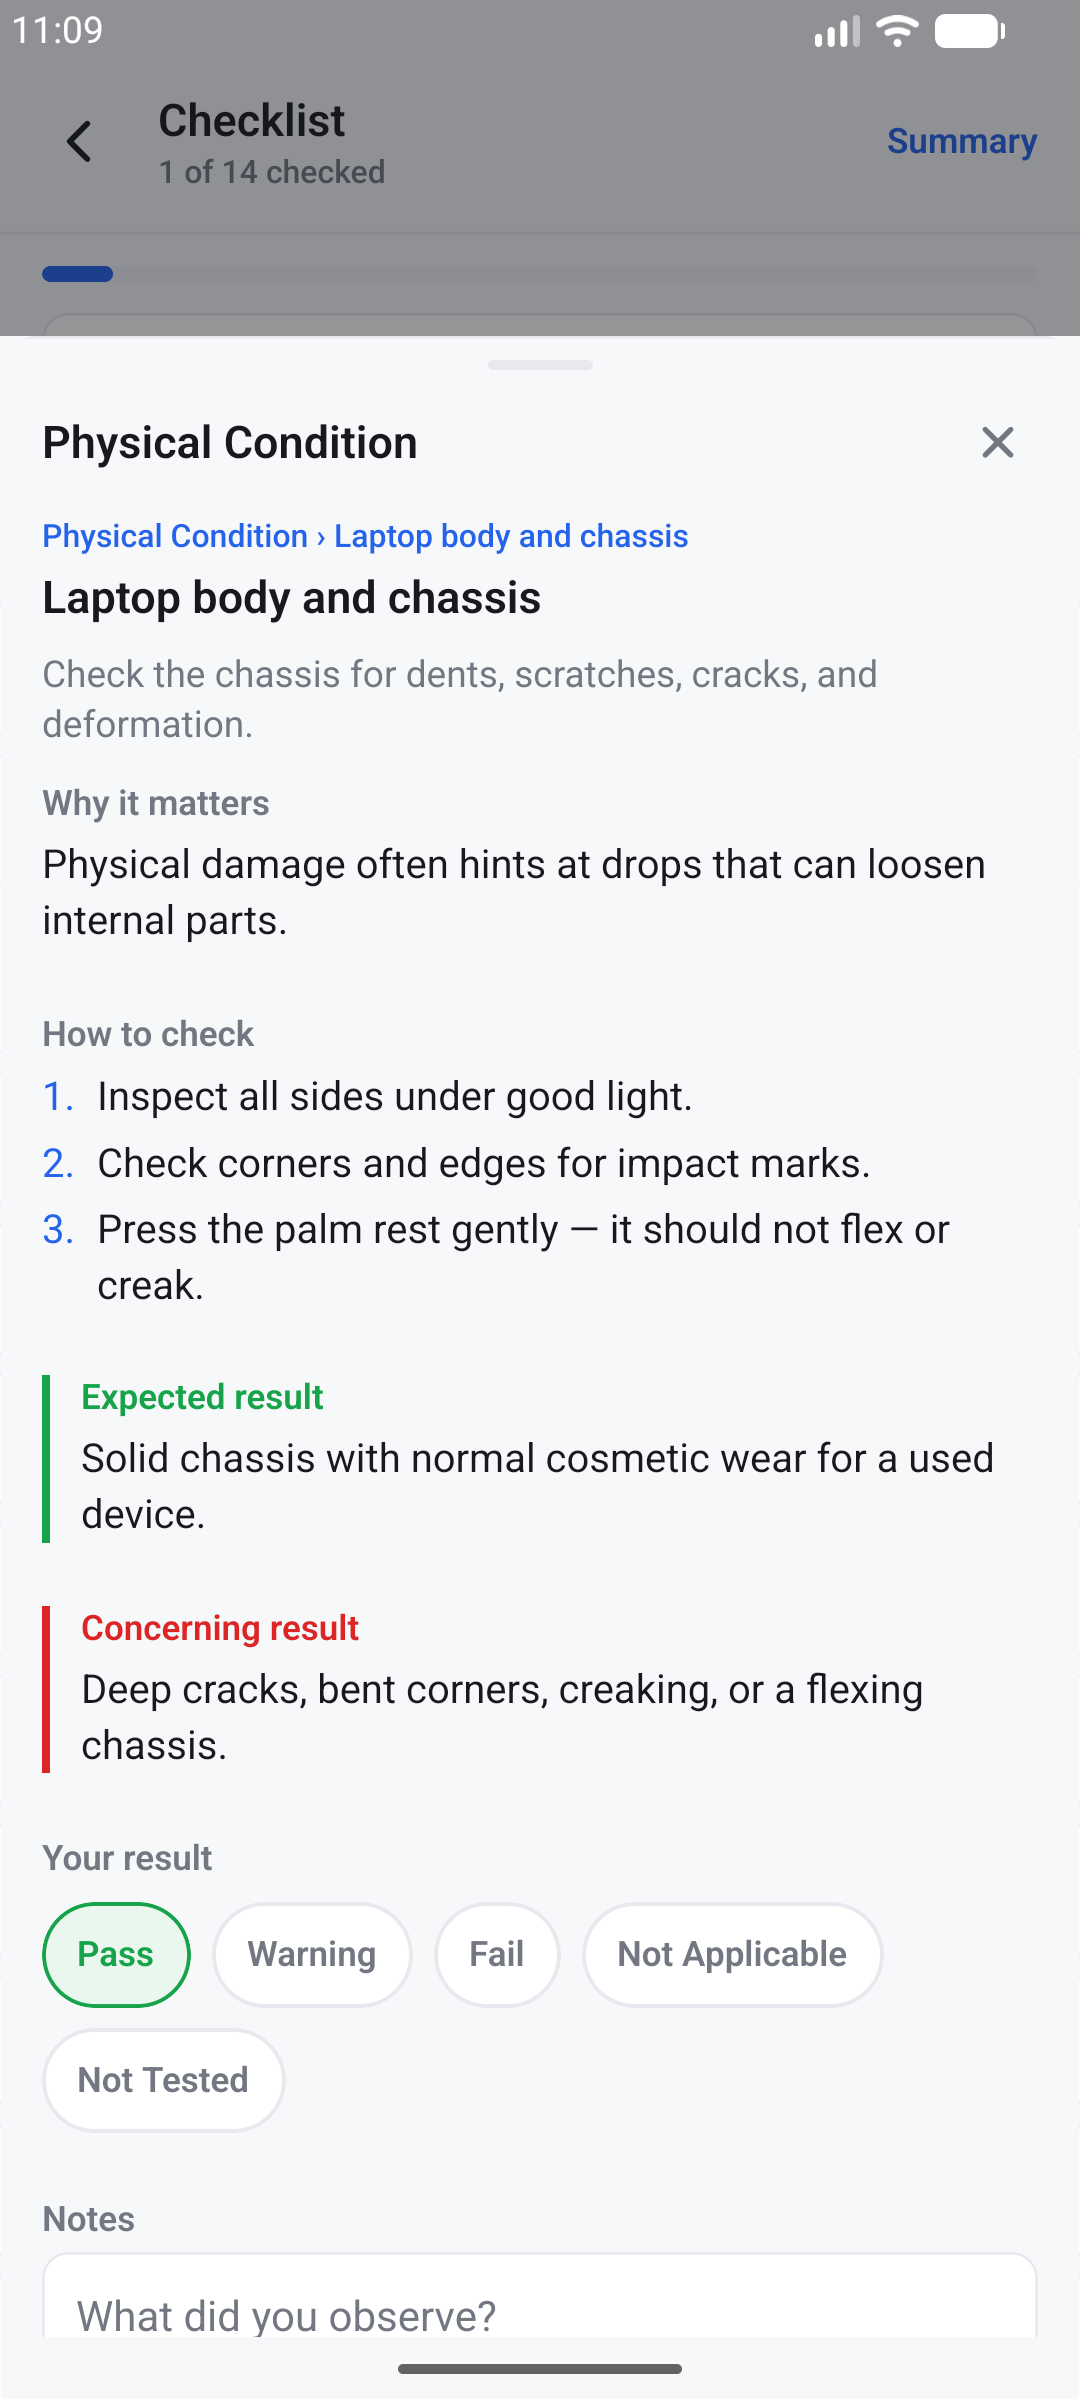 11:09
Checklist
1 of 14 checked
Summary
Physical Condition
Physical Condition › Laptop body and chassis
Laptop body and chassis
Check the chassis for dents, scratches, cracks, and
deformation.
Why it matters
Physical damage often hints at drops that can loosen
internal parts.
How to check
1. Inspect all sides under good light.
2. Check corners and edges for impact marks.
3. Press the palm rest gently — it should not flex or
creak.
Expected result
Solid chassis with normal cosmetic wear for a used
device.
Concerning result
Deep cracks, bent corners, creaking, or a flexing
chassis.
Your result
Pass
Warning
Fail
Not Applicable
Not Tested
Notes
What did you observe?